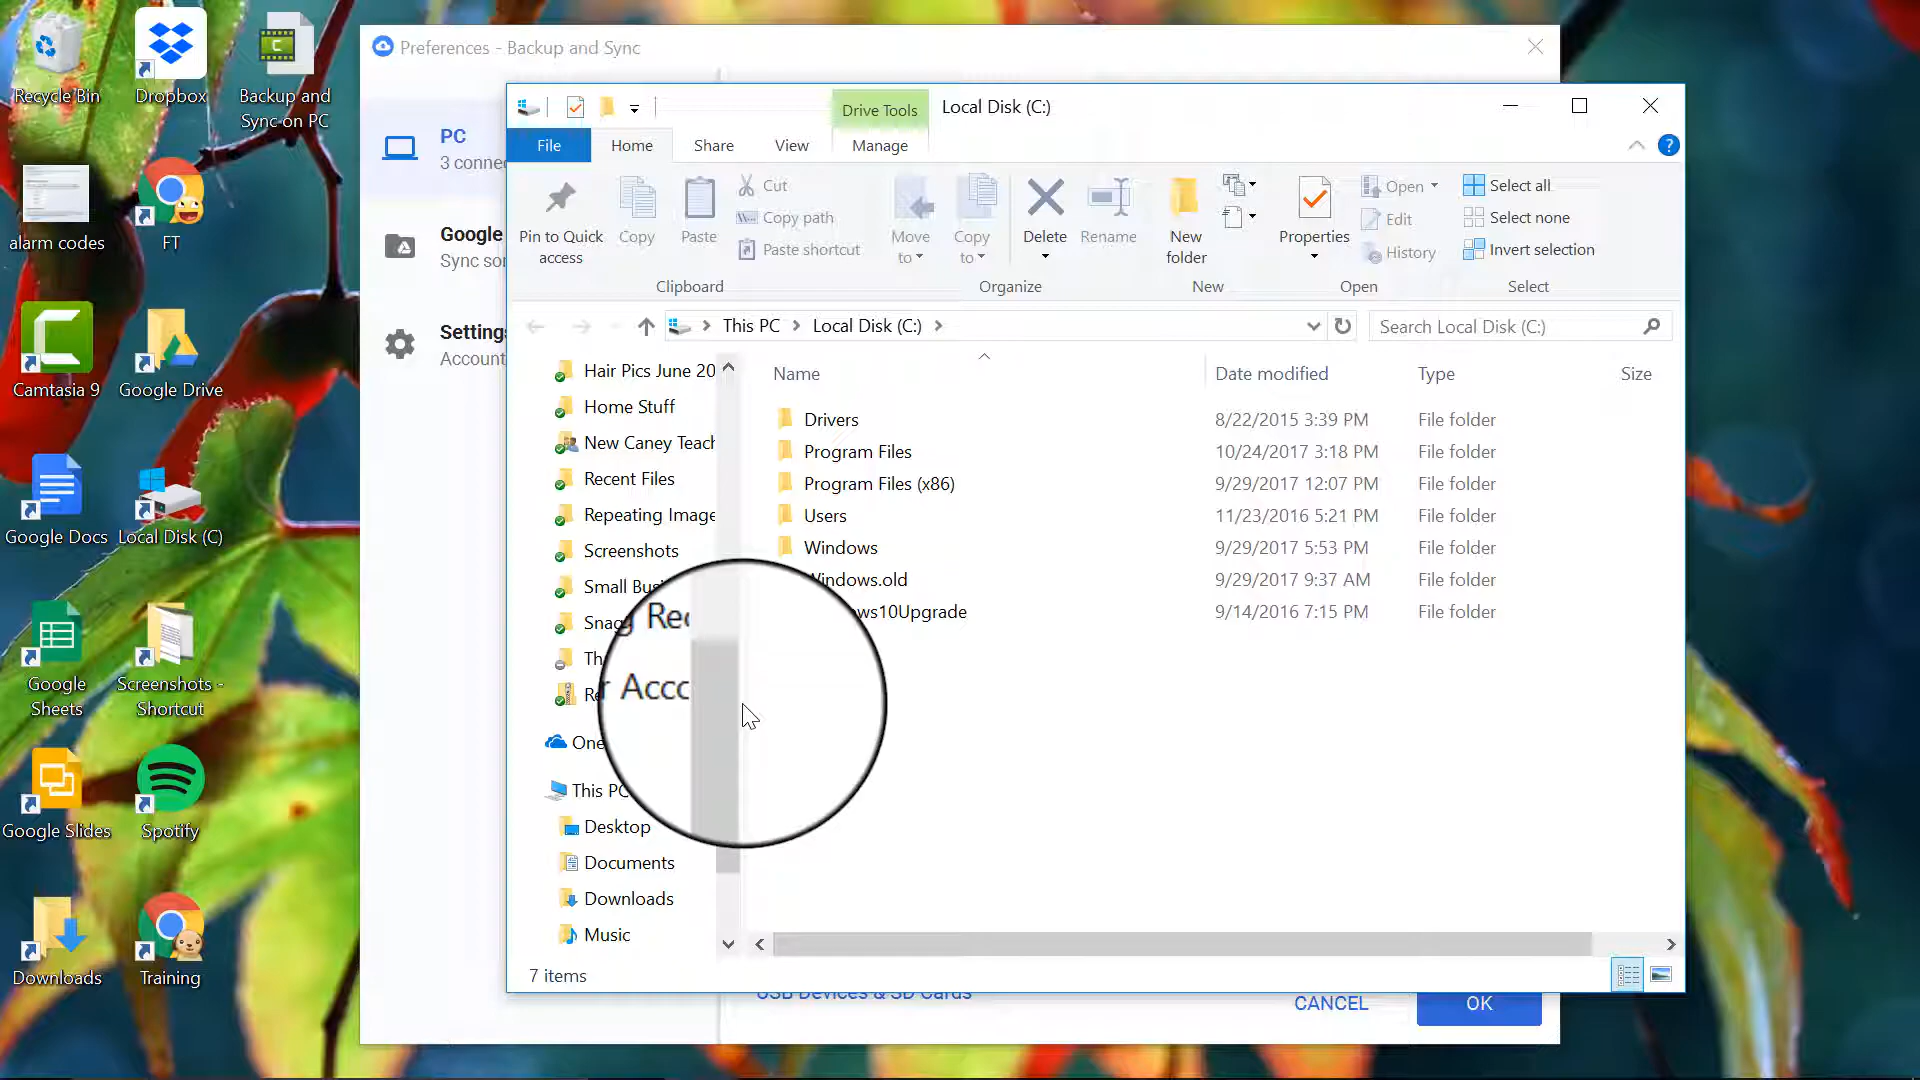 Recycle Bin
Dropbox
Backup and
Sync on PC
alarm codes
FT
Camtasia 9
Google Drive
Google Docs
Local Disk (C)
Google
Sheets
Screenshots -
Shortcut
Google Slides
Spotify
Downloads
Training
Preferences - Backup and Sync
PC
3 conne
Google
Sync so
Settings
Account
Drive Tools
Local Disk (C:)
File
Home
Share
View
Manage
Pin to Quick
access
Copy
Paste
Cut
Copy path
Paste shortcut
Clipboard
Move
to
Copy
to
Delete
Rename
Organize
New
folder
New
Properties
Open
Edit
History
Open
Select all
Select none
Invert selection
Select
This PC
Local Disk (C:)
Search Local Disk (C:)
Hair Pics June 20
Home Stuff
New Caney Teach
Recent Files
Repeating Image
Screenshots
Small Busi
Snag
Th
Re
g Rec
r Acco
One
This PC
Desktop
Documents
Downloads
Music
Name
Date modified
Type
Size
Drivers 8/22/2015 3:39 PM File folder
Program Files 10/24/2017 3:18 PM File folder
Program Files (x86) 9/29/2017 12:07 PM File folder
Users 11/23/2016 5:21 PM File folder
Windows 9/29/2017 5:53 PM File folder
Windows.old 9/29/2017 9:37 AM File folder
ws10Upgrade 9/14/2016 7:15 PM File folder
7 items
USB Devices & SD Cards
CANCEL
OK